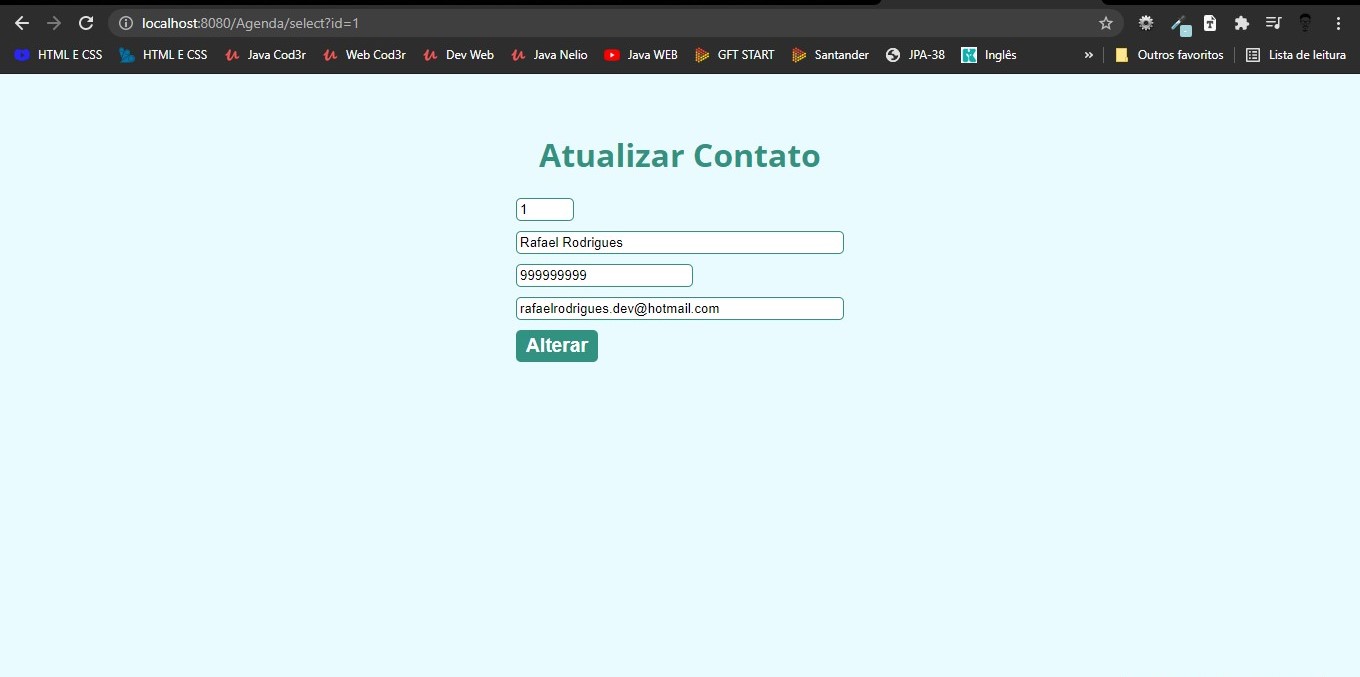 localhost:8080/Agenda/select?id=1
HTML E CSS HTML E CSS Java Cod3r Web Cod3r Dev Web Java Nelio Java WEB GFT START Santander JPA-38 Inglês » Outros favoritos Lista de leitura
Atualizar Contato
1
Rafael Rodrigues
999999999
rafaelrodrigues.dev@hotmail.com
Alterar